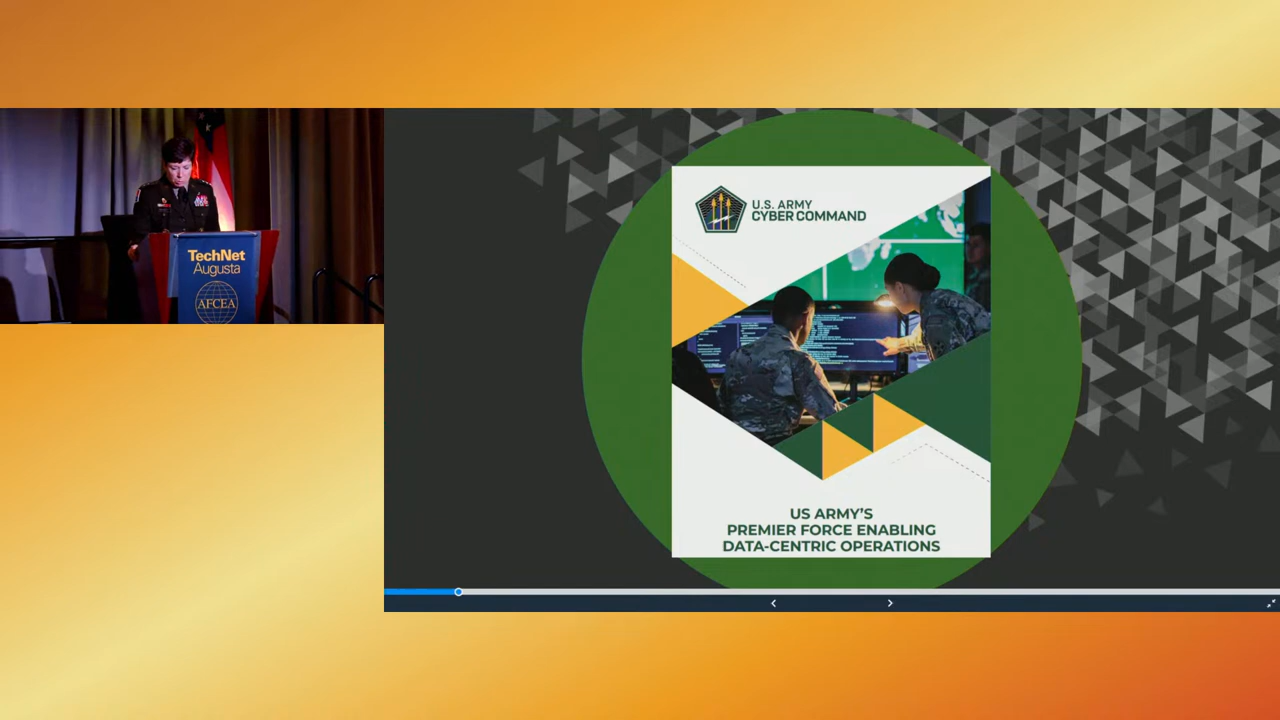 TechNet
Augusta
AFCEA
U.S. ARMY
CYBER COMMAND
US ARMY'S
PREMIER FORCE ENABLING
DATA-CENTRIC OPERATIONS